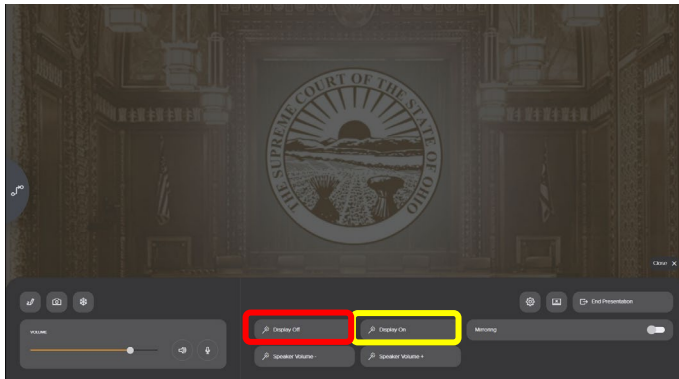 THE SUPREME COURT OF THE STATE OF OHIO
Close X
End Presentation
VOLUME
Display Off
Display On
Mirroring
Speaker Volume -
Speaker Volume +